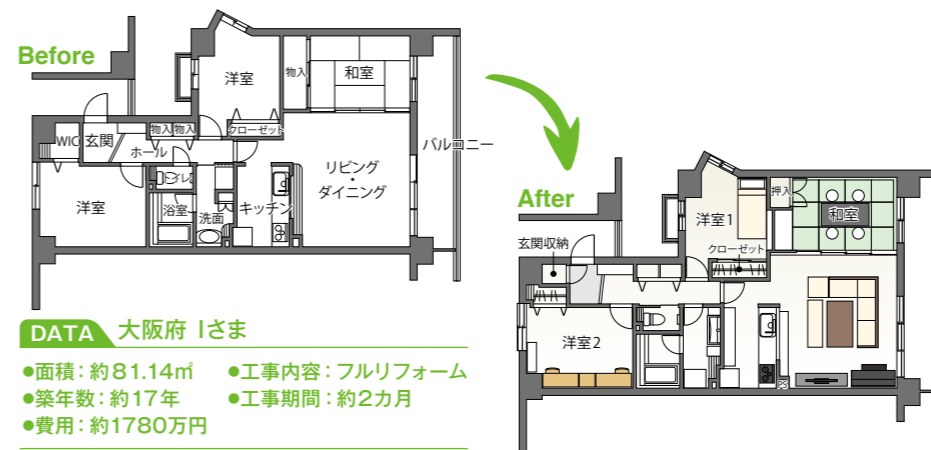 Before
洋室
物入
和室
WIC
玄関
物入
物入
クローゼット
ホール
バルコニー
リビング
・
ダイニング
トイレ
洋室
浴室
洗面
キッチン
After
洋室1
押入
和室
玄関収納
クローゼット
洋室2
PS
DATA 大阪府 Iさま
●面積：約81.14㎡ ●工事内容：フルリフォーム
●築年数：約17年 ●工事期間：約2カ月
●費用：約1780万円